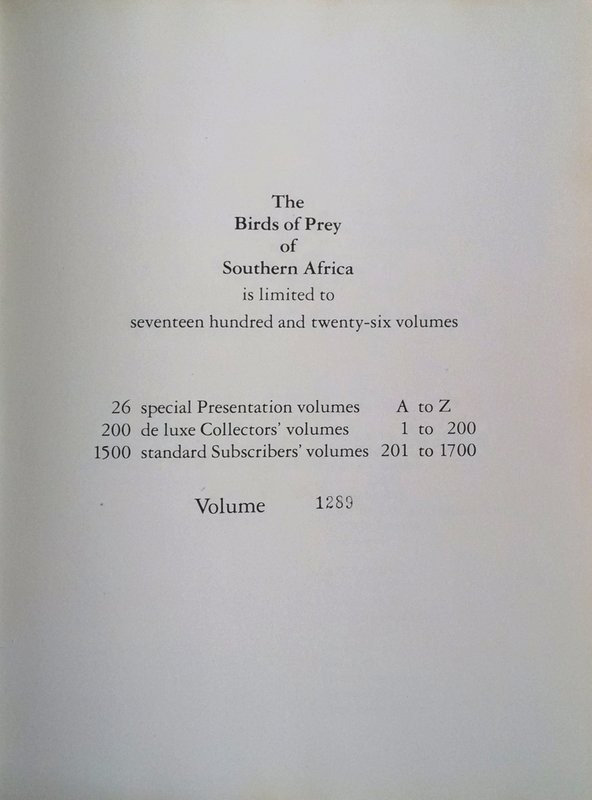 The
Birds of Prey
of
Southern Africa
is limited to
seventeen hundred and twenty-six volumes
26 special Presentation volumes A to Z
200 de luxe Collectors' volumes 1 to 200
1500 standard Subscribers' volumes 201 to 1700
Volume 1289